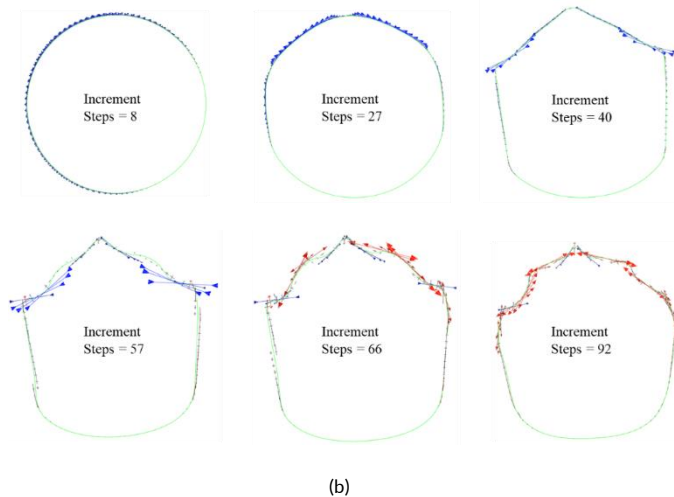 Increment
Steps = 8
Increment
Steps = 27
Increment
Steps = 40
Increment
Steps = 57
Increment
Steps = 66
Increment
Steps = 92
(b)